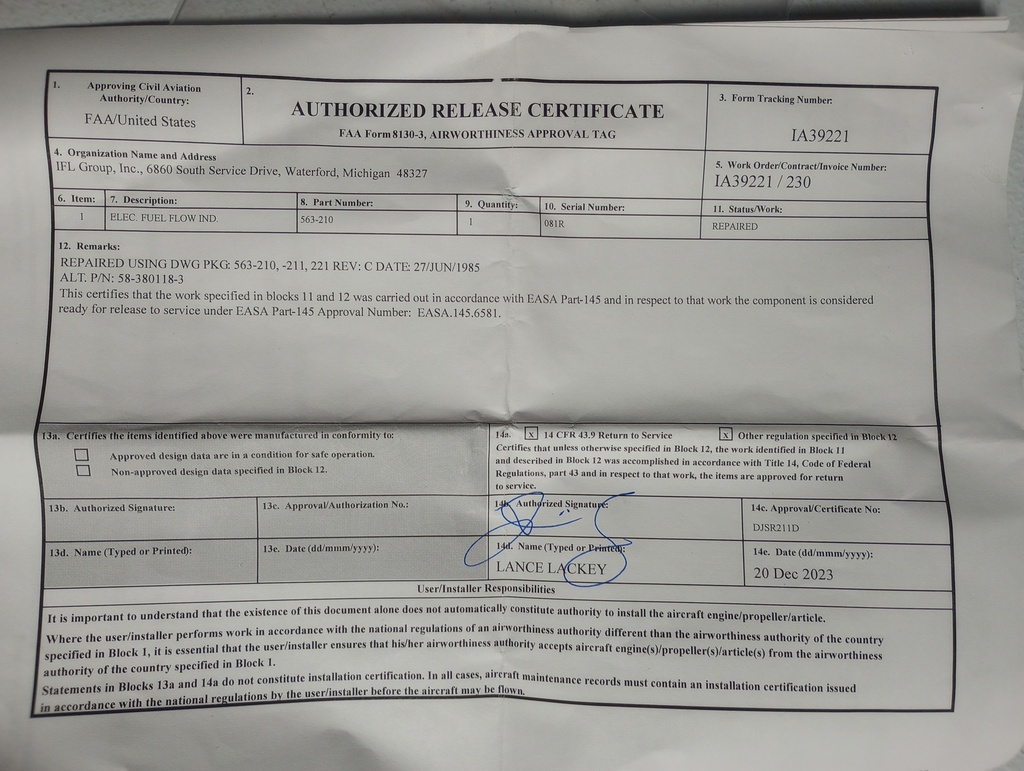 1. Approving Civil Aviation
Authority/Country:
FAA/United States
2.
AUTHORIZED RELEASE CERTIFICATE
FAA Form 8130-3, AIRWORTHINESS APPROVAL TAG
3. Form Tracking Number:
IA39221
4. Organization Name and Address
IFL Group, Inc., 6860 South Service Drive, Waterford, Michigan 48327
5. Work Order/Contract/Invoice Number:
IA39221 / 230
6. Item: 7. Description: 8. Part Number: 9. Quantity: 10. Serial Number: 11. Status/Work:
1 ELEC. FUEL FLOW IND. 563-210 1 081R REPAIRED
12. Remarks:
REPAIRED USING DWG PKG: 563-210, -211, 221 REV: C DATE: 27/JUN/1985
ALT. P/N: 58-380118-3
This certifies that the work specified in blocks 11 and 12 was carried out in accordance with EASA Part-145 and in respect to that work the component is considered
ready for release to service under EASA Part-145 Approval Number: EASA.145.6581.
13a. Certifies the items identified above were manufactured in conformity to:
Approved design data are in a condition for safe operation.
Non-approved design data specified in Block 12.
14a. X 14 CFR 43.9 Return to Service X Other regulation specified in Block 12
Certifies that unless otherwise specified in Block 12, the work identified in Block 11
and described in Block 12 was accomplished in accordance with Title 14, Code of Federal
Regulations, part 43 and in respect to that work, the items are approved for return
to service.
13b. Authorized Signature: 13c. Approval/Authorization No.: 14b. Authorized Signature: 14c. Approval/Certificate No:
DJSR211D
13d. Name (Typed or Printed): 13e. Date (dd/mmm/yyyy): 14d. Name (Typed or Printed): 14e. Date (dd/mmm/yyyy):
LANCE LACKEY 20 Dec 2023
User/Installer Responsibilities
It is important to understand that the existence of this document alone does not automatically constitute authority to install the aircraft engine/propeller/article.
Where the user/installer performs work in accordance with the national regulations of an airworthiness authority different than the airworthiness authority of the country
specified in Block 1, it is essential that the user/installer ensures that his/her airworthiness authority accepts aircraft engine(s)/propeller(s)/article(s) from the airworthiness
authority of the country specified in Block 1.
Statements in Blocks 13a and 14a do not constitute installation certification. In all cases, aircraft maintenance records must contain an installation certification issued
in accordance with the national regulations by the user/installer before the aircraft may be flown.